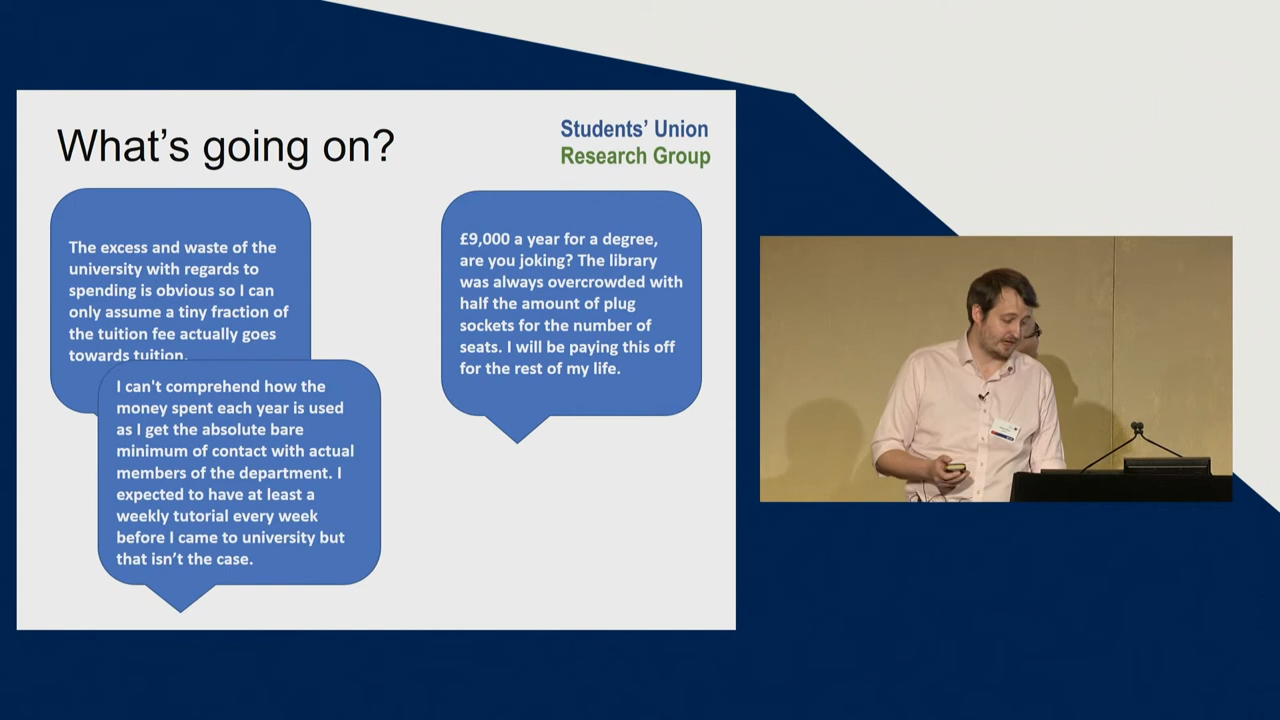 What's going on?
Students' Union
Research Group
The excess and waste of the
university with regards to
spending is obvious so I can
only assume a tiny fraction of
the tuition fee actually goes
towards tuition.
I can't comprehend how the
money spent each year is used
as I get the absolute bare
minimum of contact with actual
members of the department. I
expected to have at least a
weekly tutorial every week
before I came to university but
that isn't the case.
£9,000 a year for a degree,
are you joking? The library
was always overcrowded with
half the amount of plug
sockets for the number of
seats. I will be paying this off
for the rest of my life.